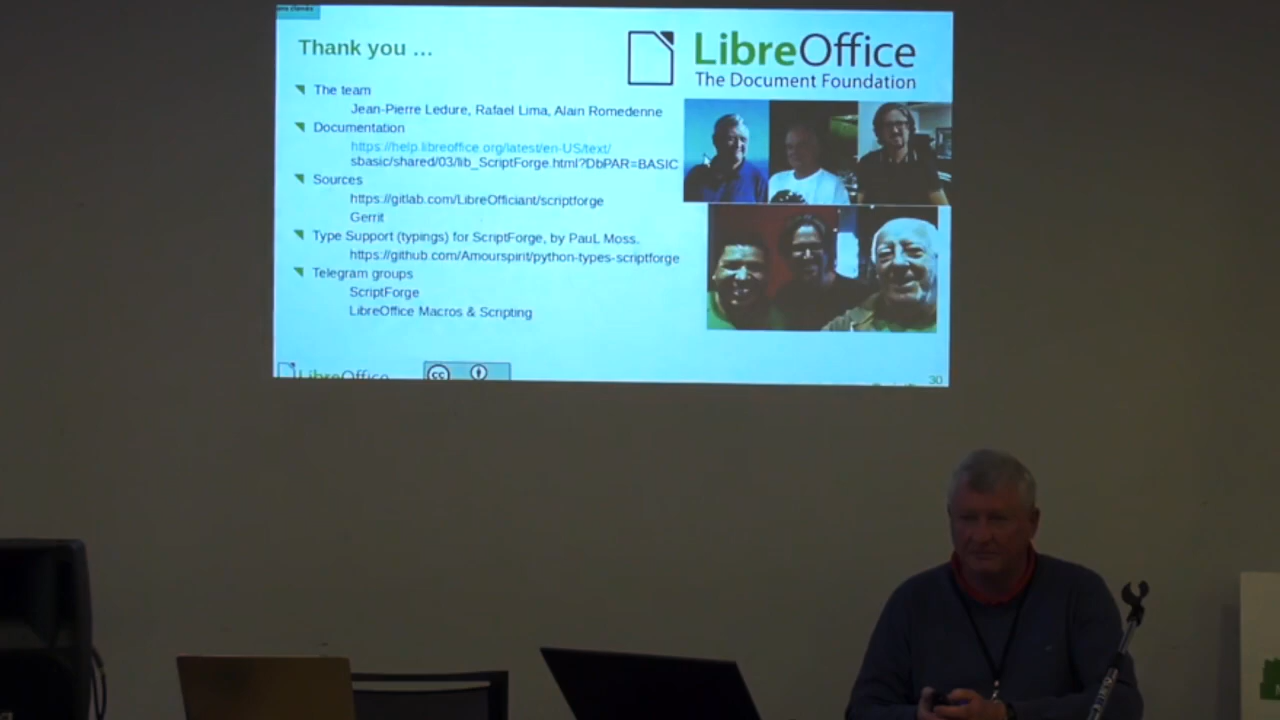 Thank you …
LibreOffice
The Document Foundation
The team
Jean-Pierre Ledure, Rafael Lima, Alain Romedenne
Documentation
https://help.libreoffice.org/latest/en-US/text/
sbasic/shared/03/lib_ScriptForge.html?DbPAR=BASIC
Sources
https://gitlab.com/LibreOfficiant/scriptforge
Gerrit
Type Support (typings) for ScriptForge, by PauL Moss.
https://github.com/Amourspirit/python-types-scriptforge
Telegram groups
ScriptForge
LibreOffice Macros & Scripting
LibreOffice
cc
30